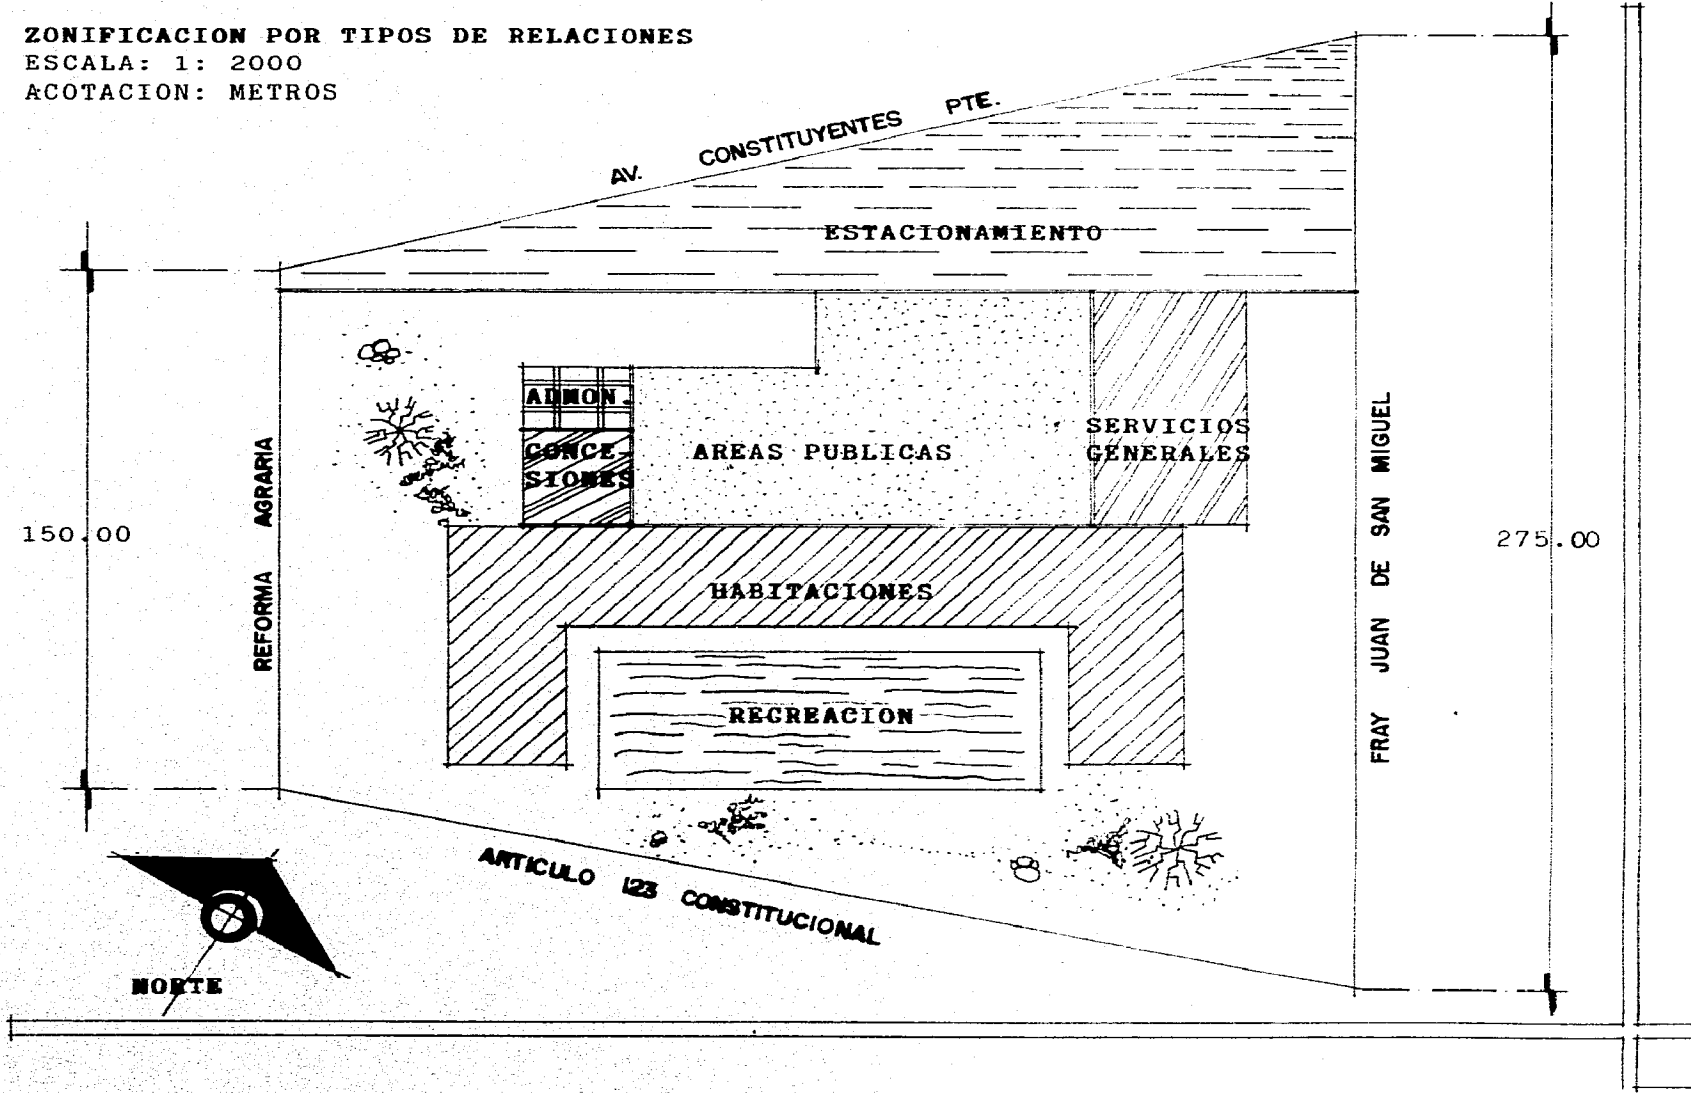 ZONIFICACION POR TIPOS DE RELACIONES
ESCALA: 1: 2000
ACOTACION: METROS
AV. CONSTITUYENTES PTE.
ESTACIONAMIENTO
ADMON.
CONCE-
SIONES
AREAS PUBLICAS
SERVICIOS
GENERALES
REFORMA AGRARIA
FRAY JUAN DE SAN MIGUEL
150.00
275.00
HABITACIONES
RECREACION
ARTICULO 123 CONSTITUCIONAL
NORTE